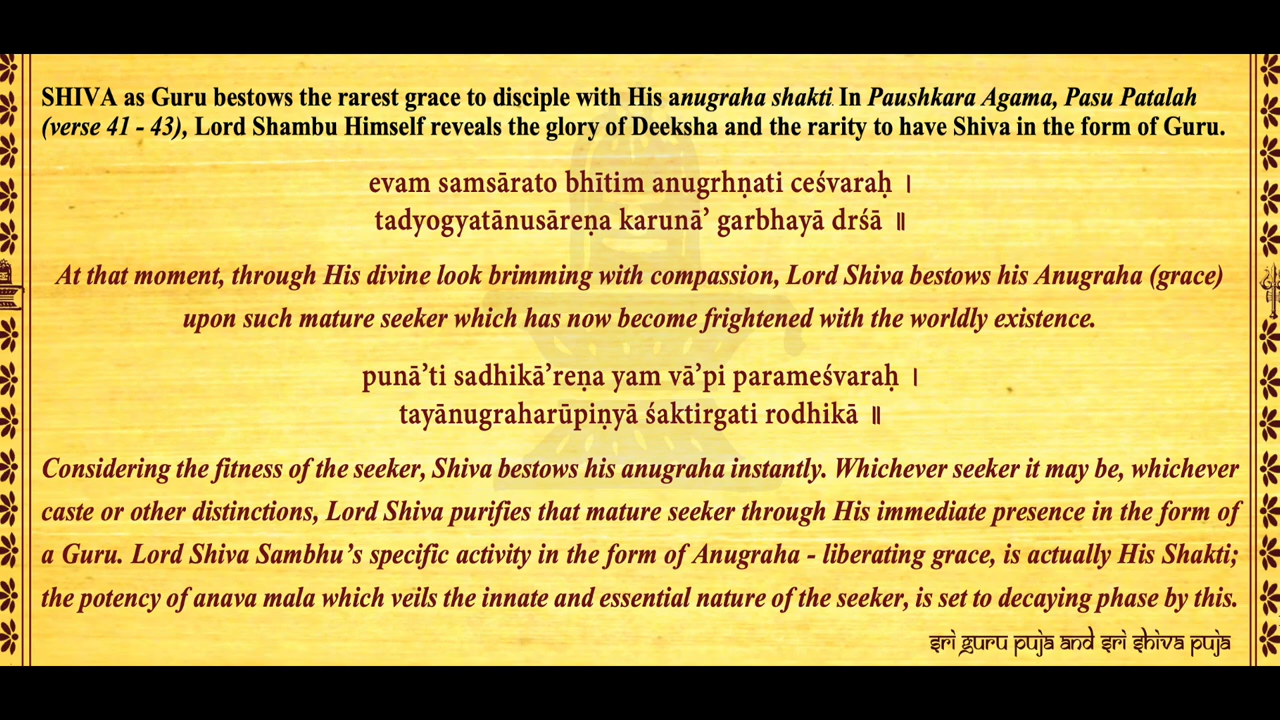 SHIVA as Guru bestows the rarest grace to disciple with His anugraha shakti. In Paushkara Agama, Pasu Patalah
(verse 41 - 43), Lord Shambu Himself reveals the glory of Deeksha and the rarity to have Shiva in the form of Guru.
evam samsārato bhītim anugrhṇati ceśvaraḥ ।
tadyogyatānusāreṇa karunā’ garbhayā drśā ॥
At that moment, through His divine look brimming with compassion, Lord Shiva bestows his Anugraha (grace)
upon such mature seeker which has now become frightened with the worldly existence.
punā’ti sadhikā’reṇa yam vā’pi parameśvaraḥ ।
tayānugraharūpiṇyā śaktirgati rodhikā ॥
Considering the fitness of the seeker, Shiva bestows his anugraha instantly. Whichever seeker it may be, whichever
caste or other distinctions, Lord Shiva purifies that mature seeker through His immediate presence in the form of
a Guru. Lord Shiva Sambhu’s specific activity in the form of Anugraha - liberating grace, is actually His Shakti;
the potency of anava mala which veils the innate and essential nature of the seeker, is set to decaying phase by this.
sri guru puja and sri shiva puja